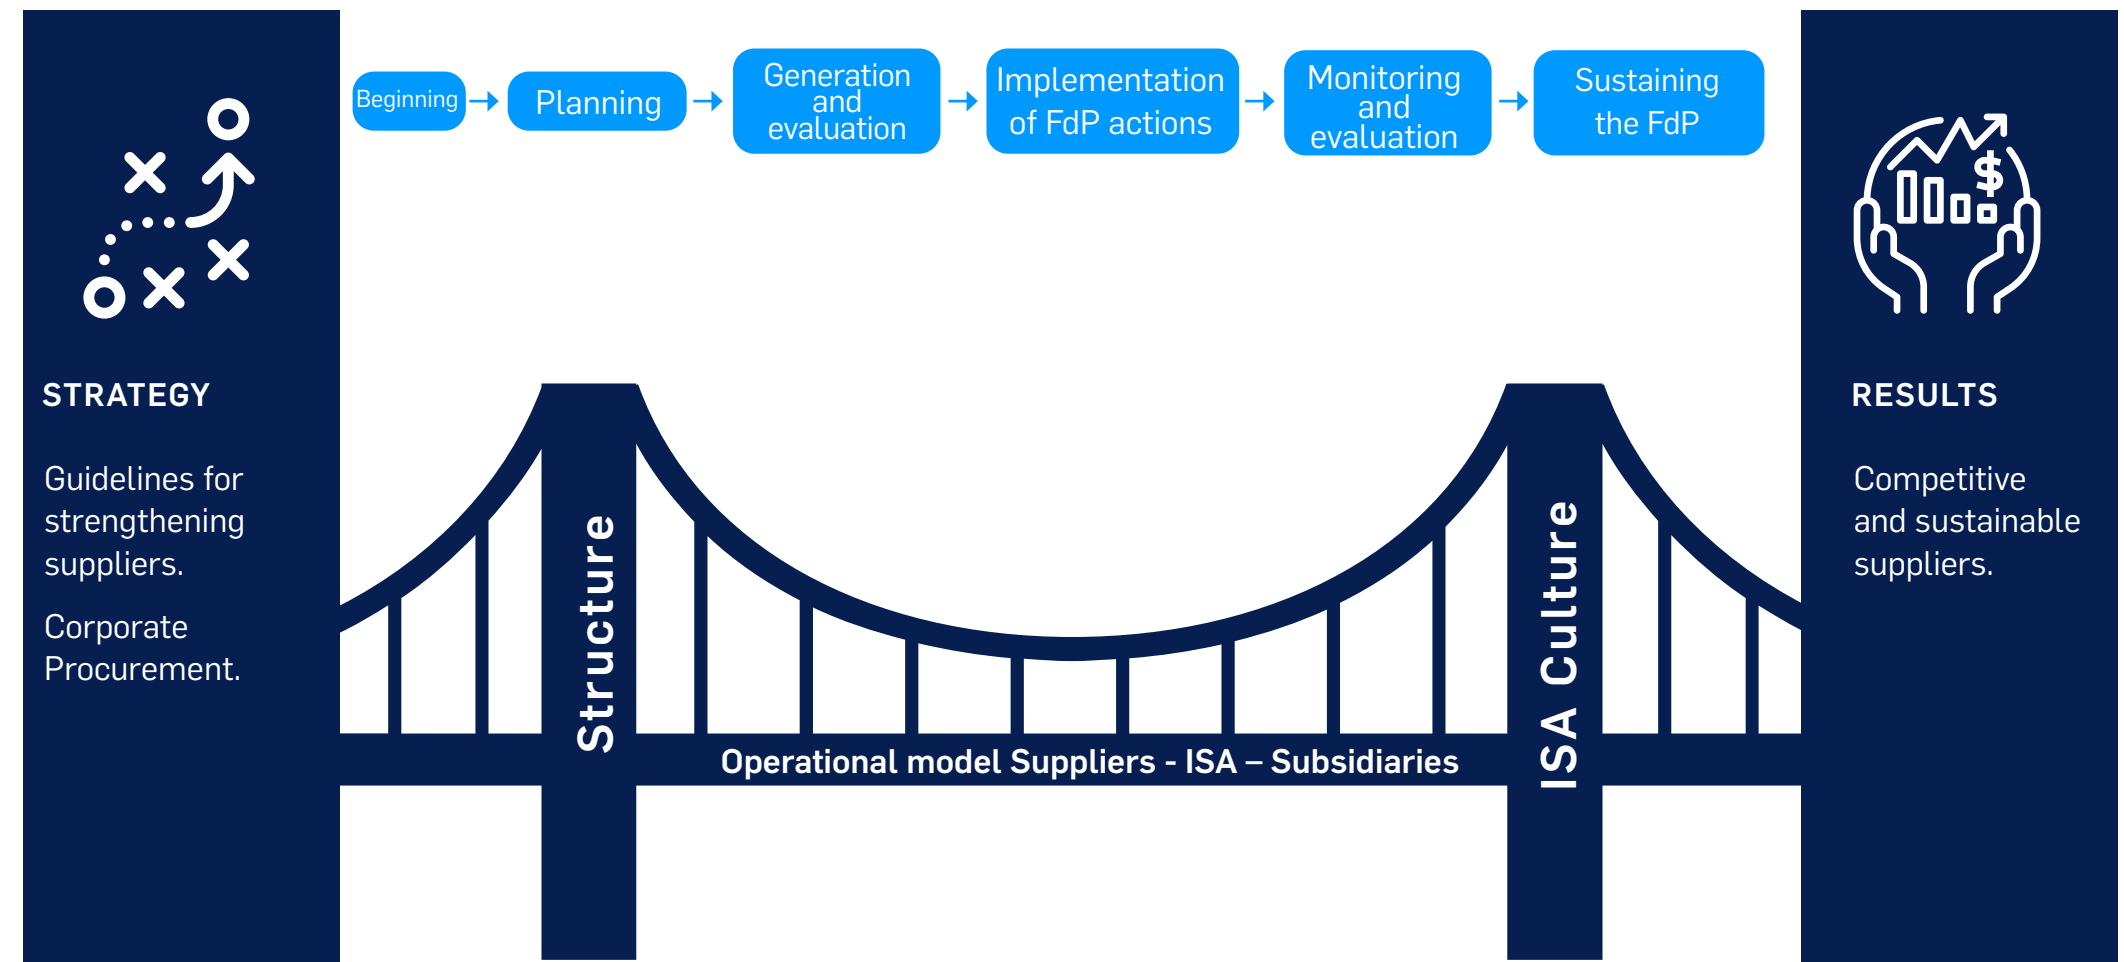 Beginning
Planning
Generation
and
evaluation
Implementation
of FdP actions
Monitoring
and
evaluation
Sustaining
the FdP
STRATEGY
Guidelines for
strengthening
suppliers.
Corporate
Procurement.
Structure
Operational model Suppliers - ISA – Subsidiaries
ISA Culture
$
RESULTS
Competitive
and sustainable
suppliers.